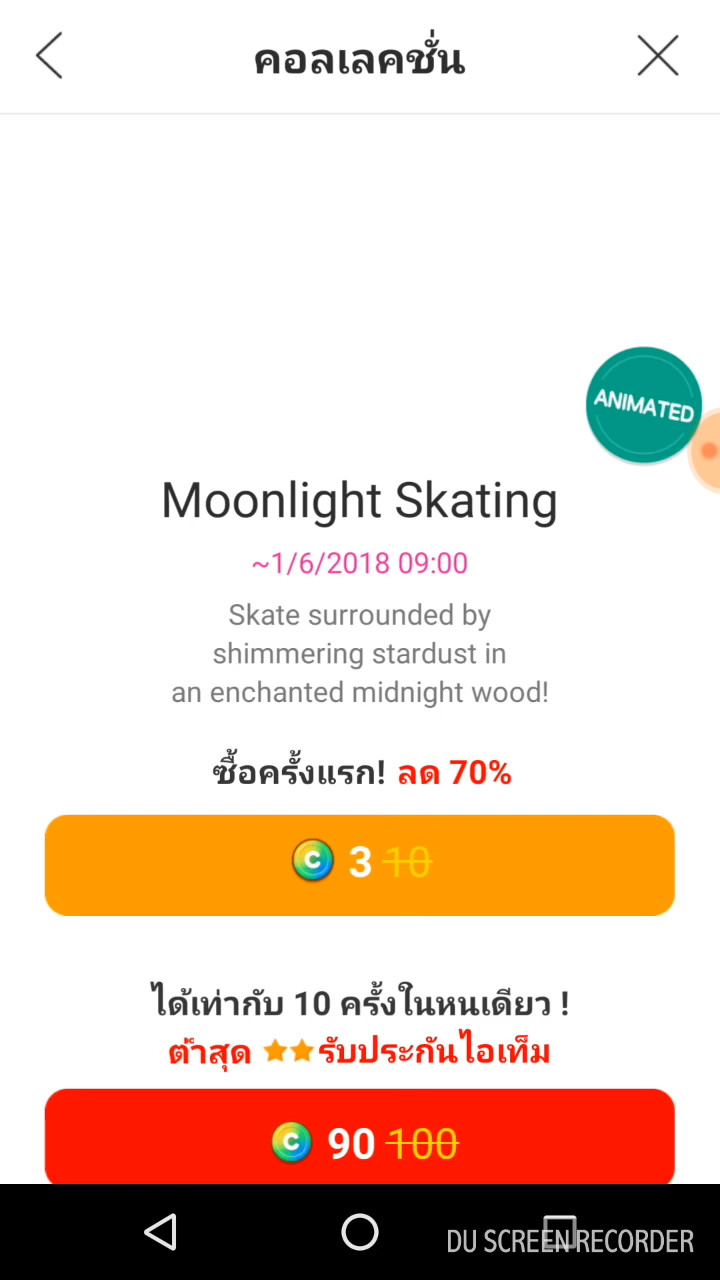 คอลเลคชั่น
ANIMATED
Moonlight Skating
~1/6/2018 09:00
Skate surrounded by
shimmering stardust in
an enchanted midnight wood!
ซื้อครั้งแรก! ลด 70%
C 3 10
ได้เท่ากับ 10 ครั้งในหนเดียว !
ต่ำสุด ★★รับประกันไอเท็ม
C 90 100
DU SCREEN RECORDER